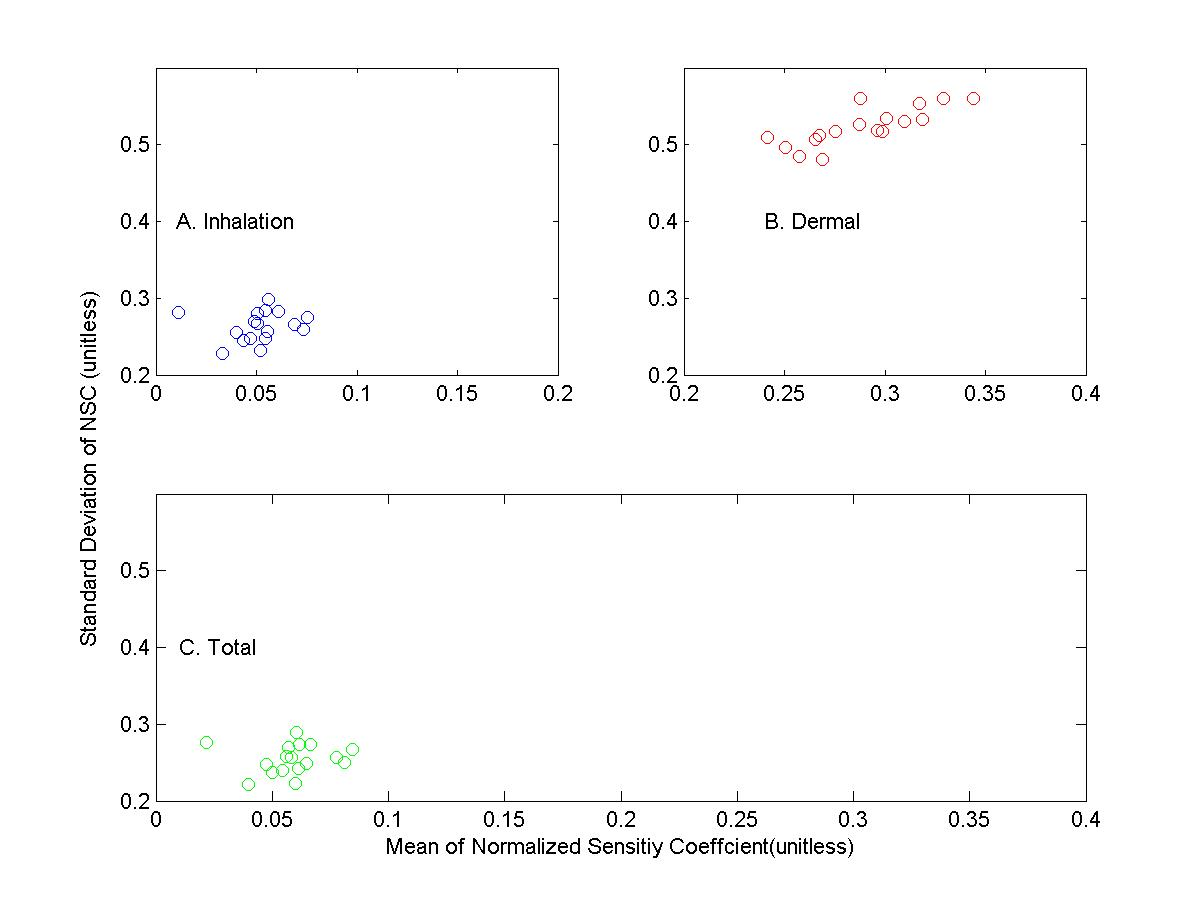 0.5
0.4
0.3
0.2
A. Inhalation
0 0.05 0.1 0.15 0.2
0.5
0.4
0.3
0.2
B. Dermal
0.2 0.25 0.3 0.35 0.4
Standard Deviation of NSC (unitless)
0.5
0.4
0.3
0.2
C. Total
0 0.05 0.1 0.15 0.2 0.25 0.3 0.35 0.4
Mean of Normalized Sensitiy Coeffcient(unitless)